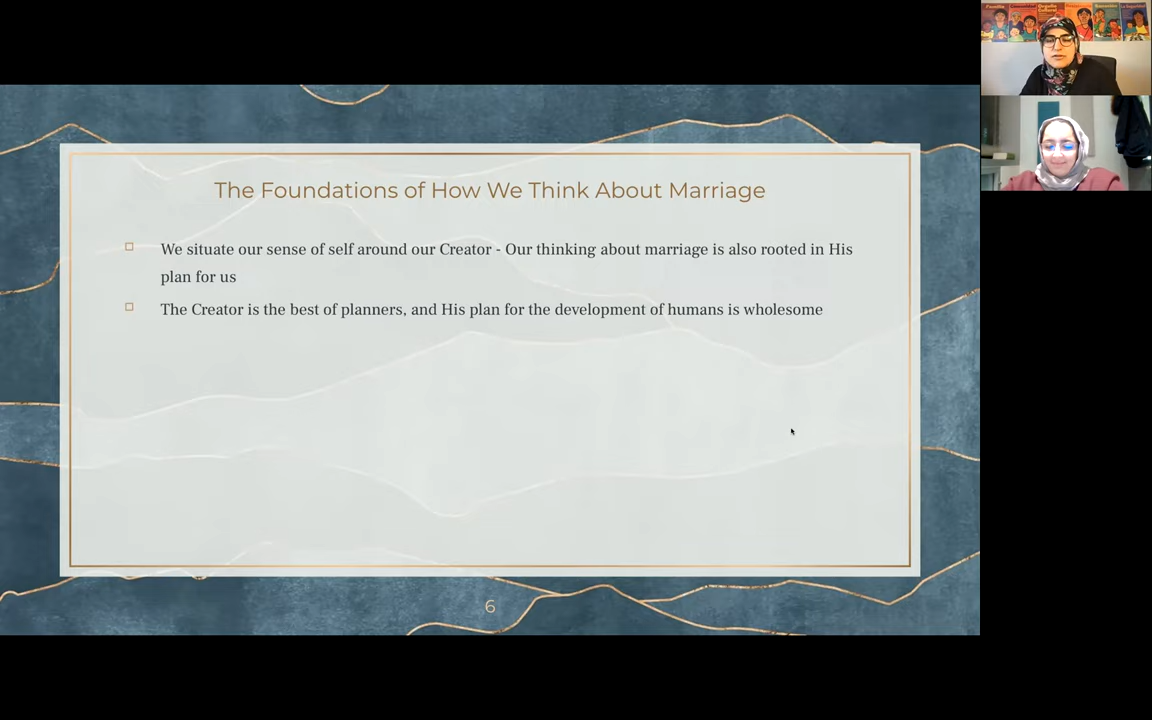 The Foundations of How We Think About Marriage
We situate our sense of self around our Creator - Our thinking about marriage is also rooted in His
plan for us
The Creator is the best of planners, and His plan for the development of humans is wholesome
6